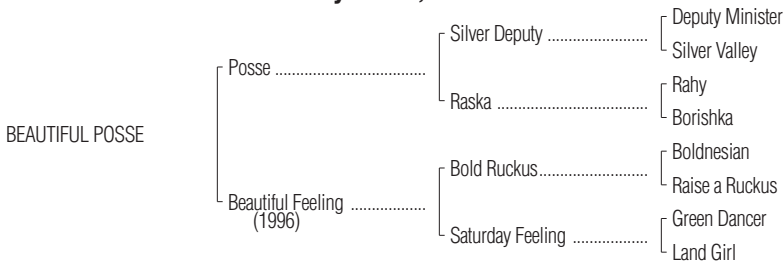 Deputy Minister
Silver Deputy ........................
Silver Valley
Posse ....................................
Rahy
Raska ....................................
Borishka
BEAUTIFUL POSSE
Boldnesian
Bold Ruckus..........................
Raise a Ruckus
Beautiful Feeling ..................
(1996)
Green Dancer
Saturday Feeling ..................
Land Girl